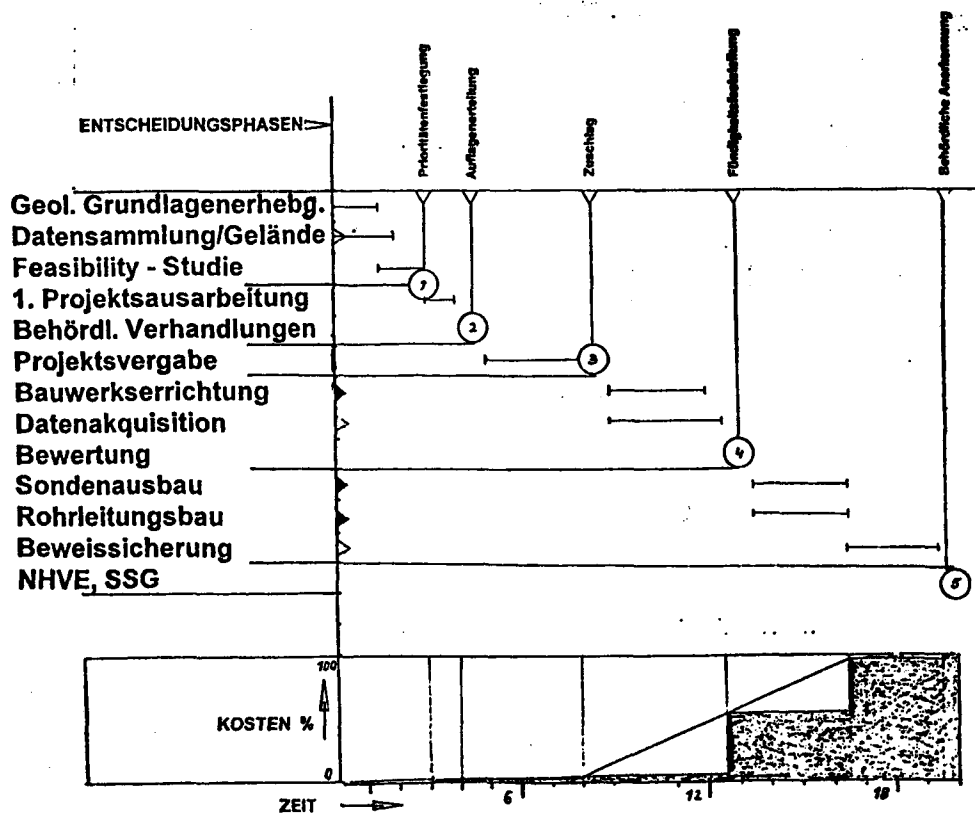 Prioritätenfestlegung
Auflagenerteilung
Zuschlag
Fündigkeitsfeststellung
Behördliche Anerkennung
ENTSCHEIDUNGSPHASEN
Geol. Grundlagenerhebg.
Datensammlung/Gelände
Feasibility - Studie
1
1. Projektsausarbeitung
Behördl. Verhandlungen
2
Projektsvergabe
3
Bauwerkserrichtung
Datenakquisition
Bewertung
4
Sondenausbau
Rohrleitungsbau
Beweissicherung
NHVE, SSG
5
100
KOSTEN %
0
ZEIT
6
12
18